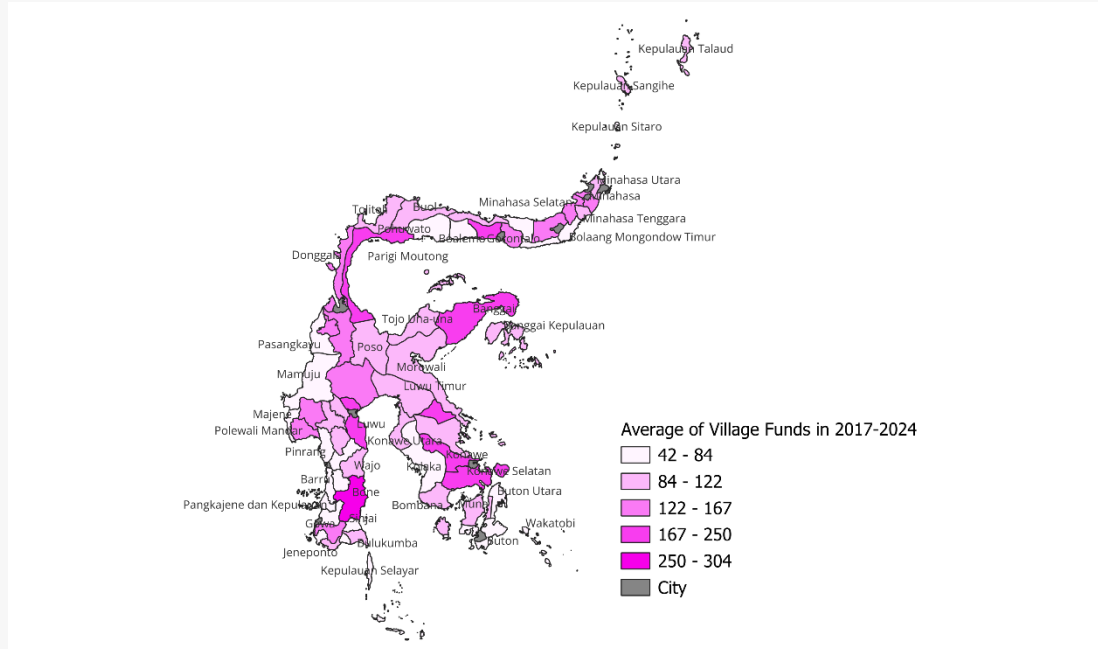 Kepulauan Talaud
Kepulauan Sangihe
Kepulauan Sitaro
Minahasa Utara
Minahasa
Minahasa Selatan
Tolitoli
Buol
Minahasa Tenggara
Pohuwato
Boalemo
Gorontalo
Bolaang Mongondow Timur
Donggala
Parigi Moutong
Banggai
Tojo Una-una
Banggai Kepulauan
Pasangkayu
Poso
Morowali
Mamuju
Luwu Timur
Majene
Luwu
Polewali Mandar
Konawe Utara
Pinrang
Konawe
Wajo
Kolaka
Konawe Selatan
Barru
Bone
Buton Utara
Pangkajene dan Kepulauan
Bombana
Muna
Sinjai
Gowa
Wakatobi
Buton
Bulukumba
Jeneponto
Kepulauan Selayar
Average of Village Funds in 2017-2024
42 - 84
84 - 122
122 - 167
167 - 250
250 - 304
City